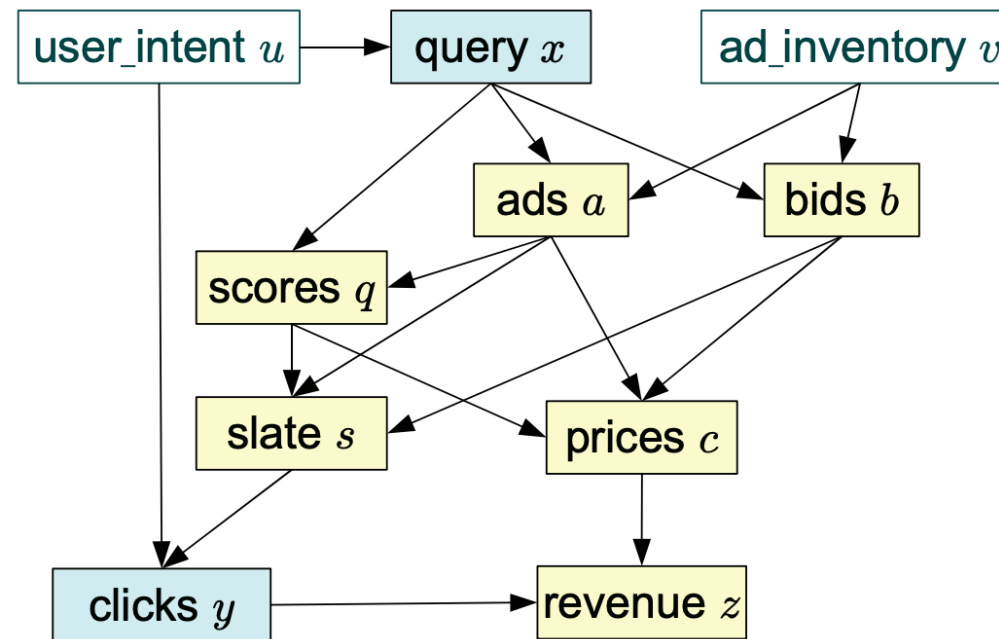 user_intent u
query x
ad_inventory v
ads a
bids b
scores q
slate s
prices c
clicks y
revenue z